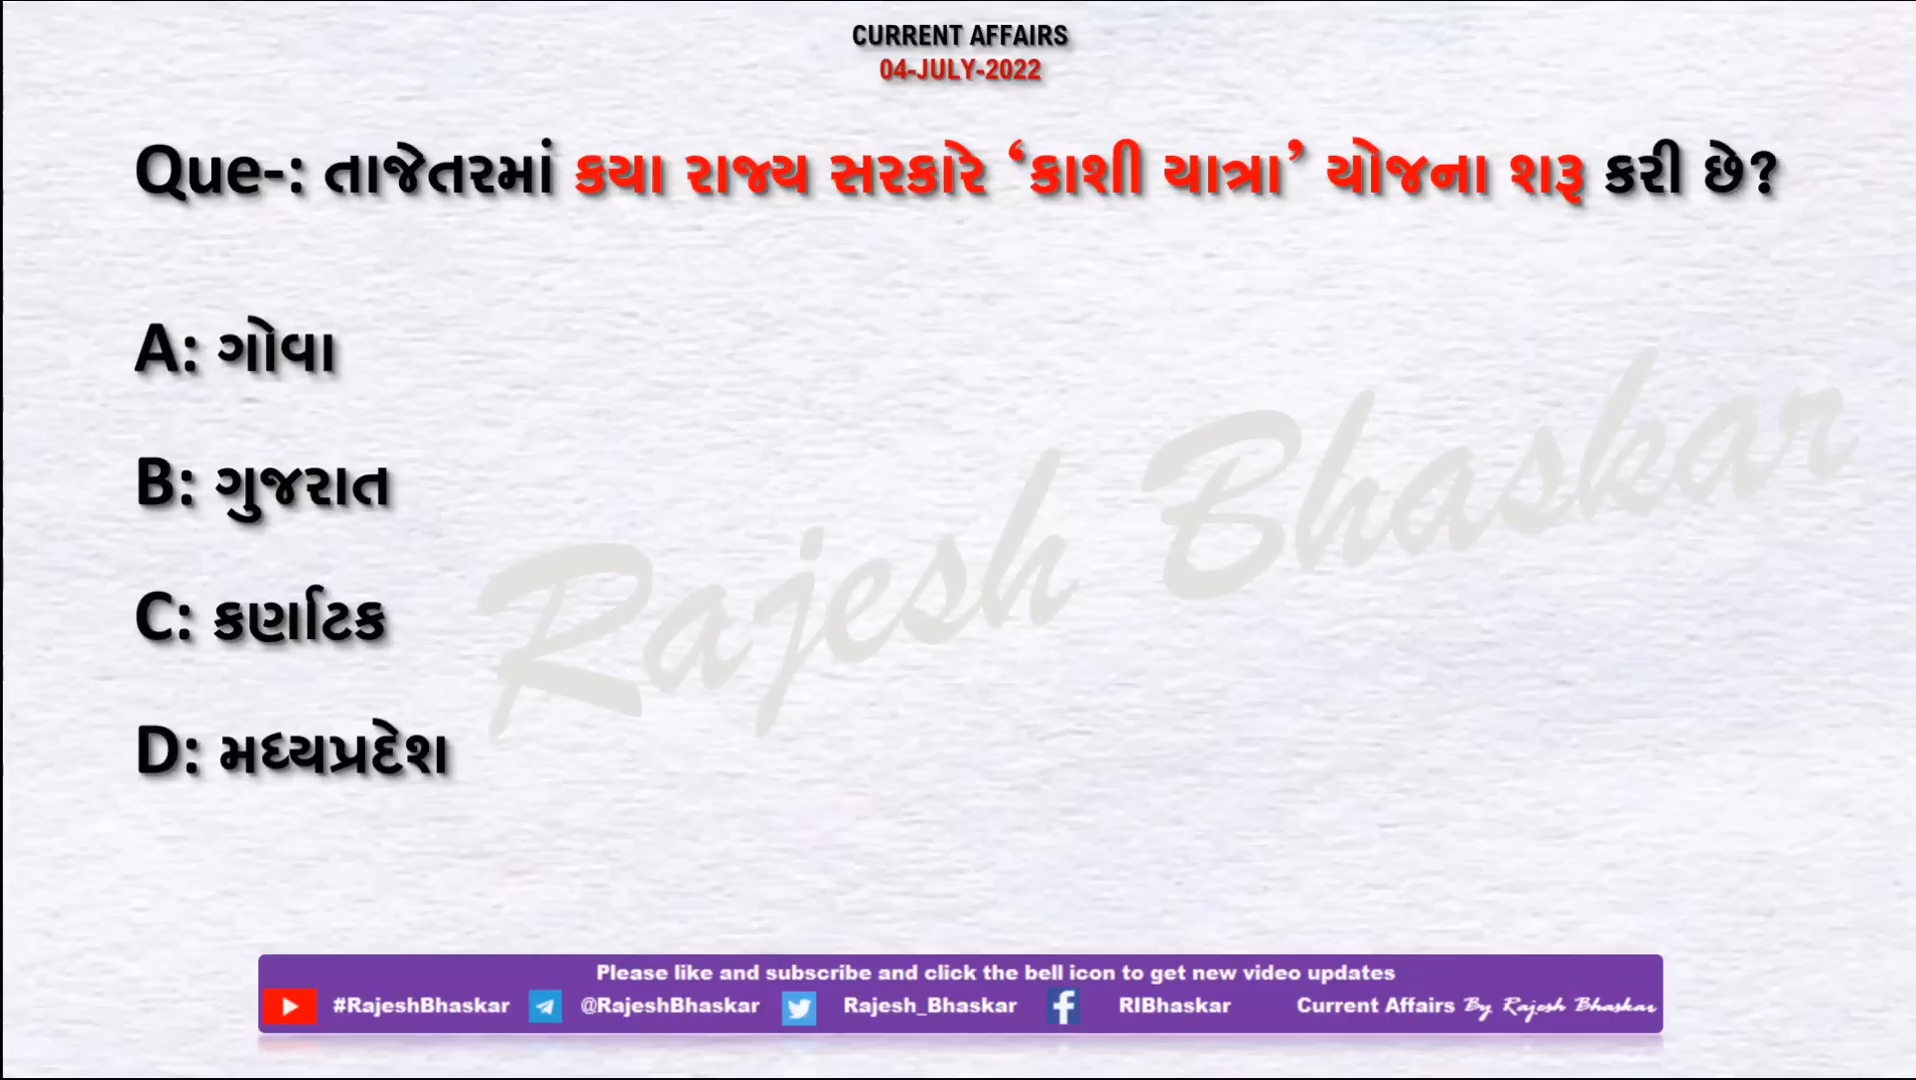 CURRENT AFFAIRS
04-JULY-2022
Que-: તાજેતરમાં કયા રાજ્ય સરકારે ‘કાશી યાત્રા’ યોજના શરૂ કરી છે?
A: ગોવા
B: ગુજરાત
C: કર્ણાટક
D: મધ્યપ્રદેશ
Rajesh Bhaskar
Please like and subscribe and click the bell icon to get new video updates
#RajeshBhaskar @RajeshBhaskar Rajesh_Bhaskar RIBhaskar Current Affairs By Rajesh Bhaskar